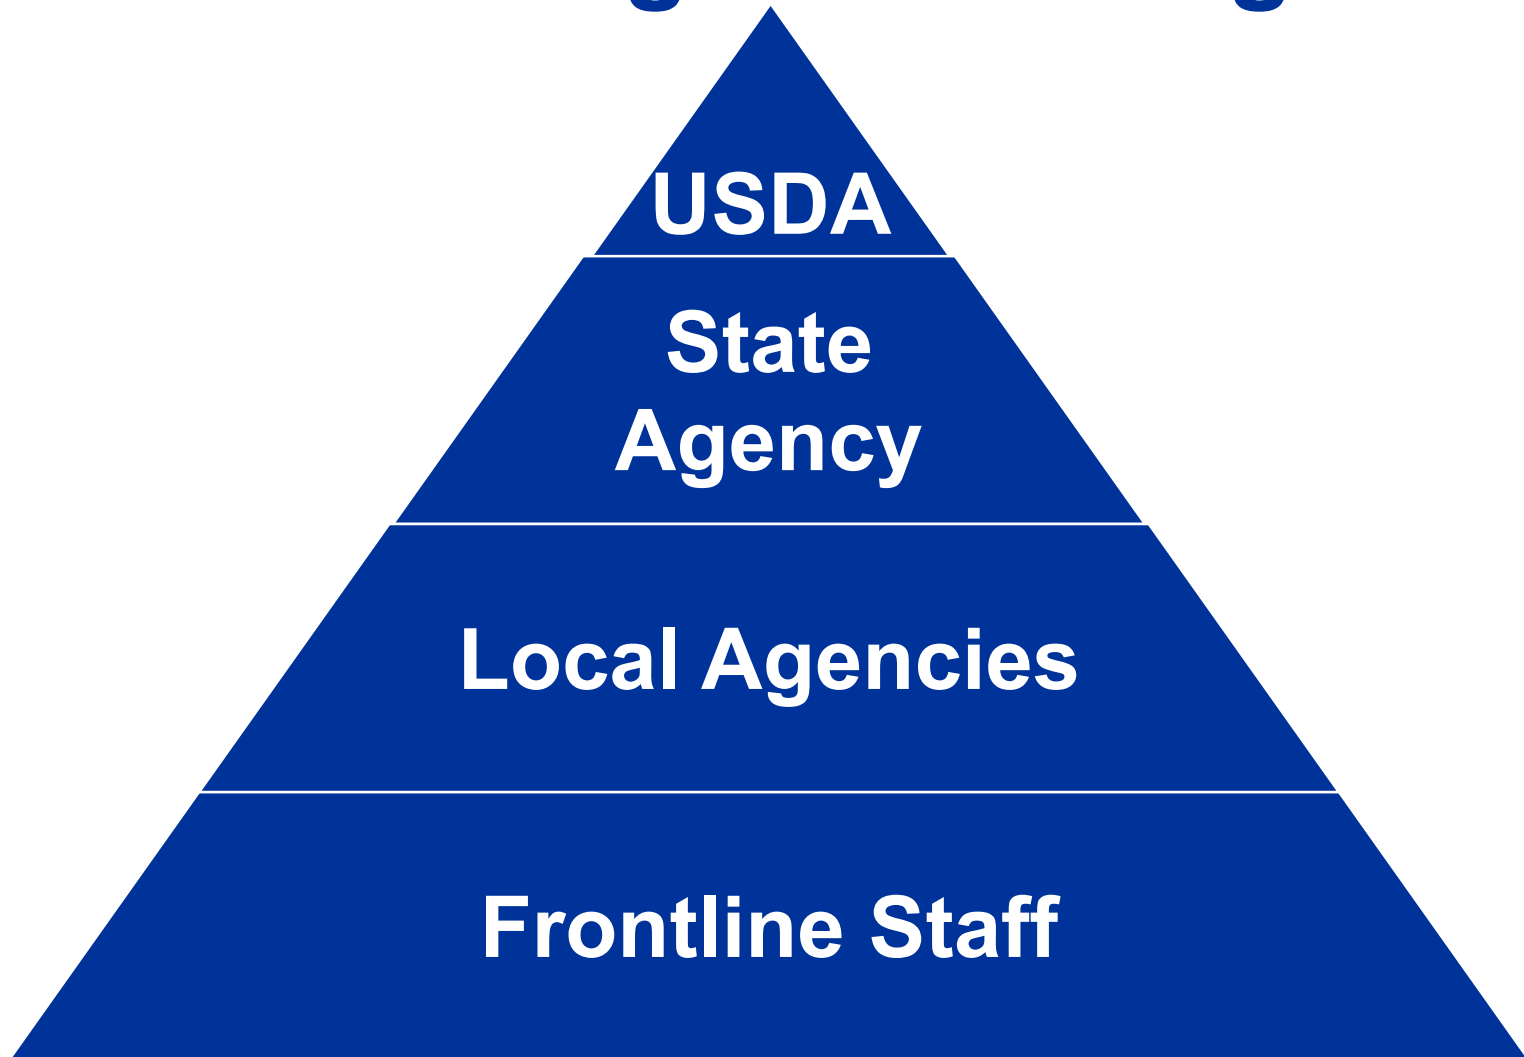 USDA
State
Agency
Local Agencies
Frontline Staff